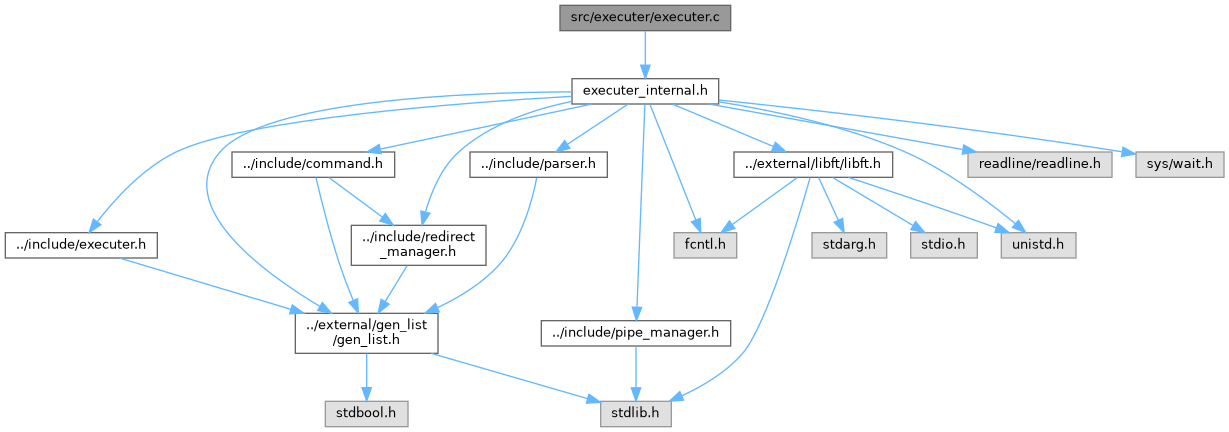 src/executer/executer.c
executer_internal.h
../include/command.h
../include/parser.h
../external/libft/libft.h
readline/readline.h
sys/wait.h
../include/executer.h
../include/redirect
_manager.h
fcntl.h
stdarg.h
stdio.h
unistd.h
../external/gen_list
/gen_list.h
../include/pipe_manager.h
stdbool.h
stdlib.h